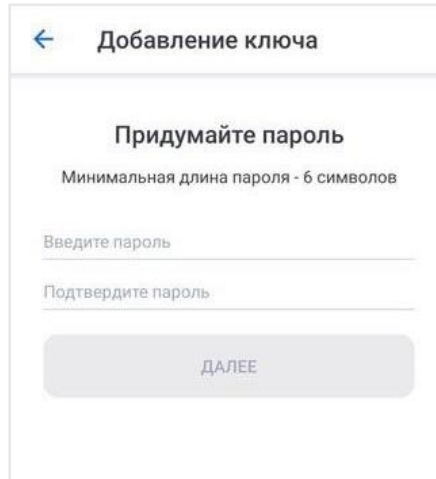 Добавление ключа
Придумайте пароль
Минимальная длина пароля - 6 символов
Введите пароль
Подтвердите пароль
ДАЛЕЕ